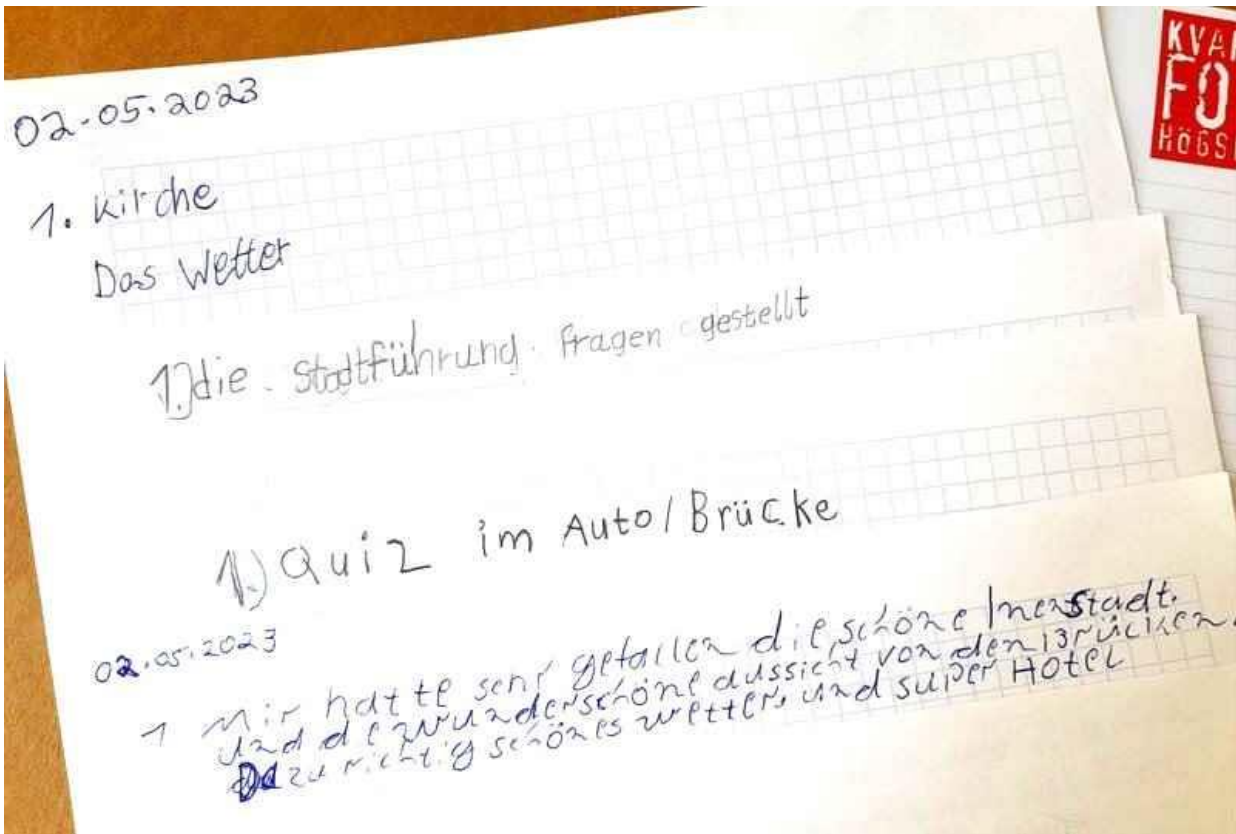 02.05.2023
KVAR
FO
HÖGS
1. Kirche
Das Wetter
1.) die Stadtführung. Fragen gestellt
1.) Quiz im Auto/Brücke
02.05.2023
1 Mir hatte sehr gefallen die schöne Inenstadt.
und die wunderschöne aussicht von den Brücken.
Dazu richtig schönes wetter, und super Hotel